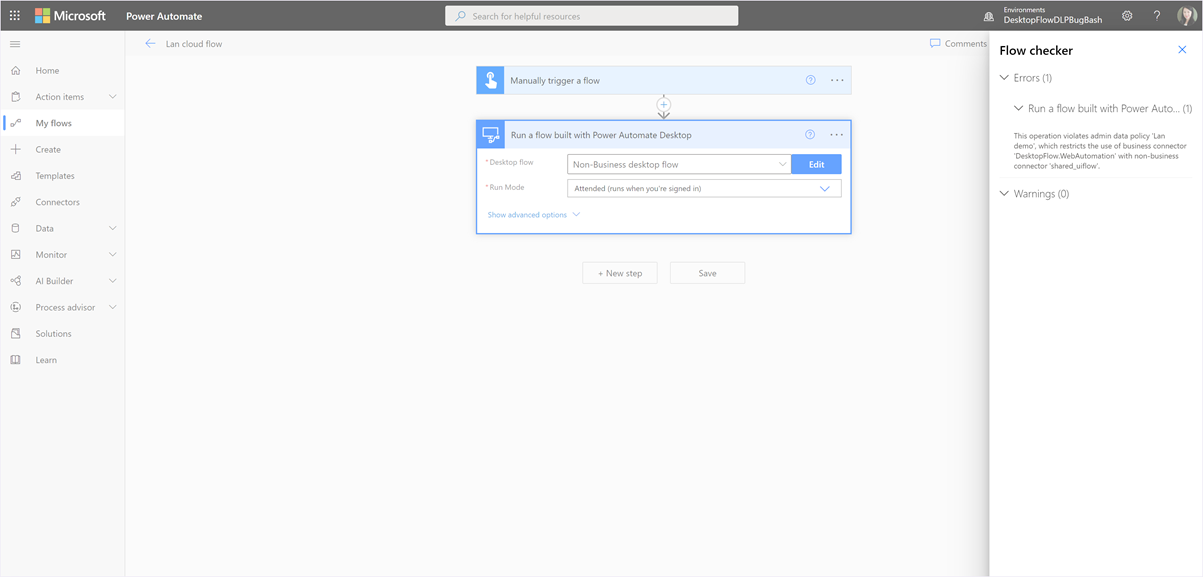 Microsoft Power Automate
Search for helpful resources
Environments
DesktopFlowDLPBugBash
?
Home
Action items
My flows
Create
Templates
Connectors
Data
Monitor
AI Builder
Process advisor
Solutions
Learn
Lan cloud flow
Comments
Manually trigger a flow
?
···
+
Run a flow built with Power Automate Desktop
?
···
*Desktop flow
Non-Business desktop flow
Edit
*Run Mode
Attended (runs when you're signed in)
Show advanced options
+ New step
Save
Flow checker
Errors (1)
Run a flow built with Power Auto... (1)
This operation violates admin data policy 'Lan
demo', which restricts the use of business connector
'DesktopFlow.WebAutomation' with non-business
connector 'shared_uiflow'.
Warnings (0)